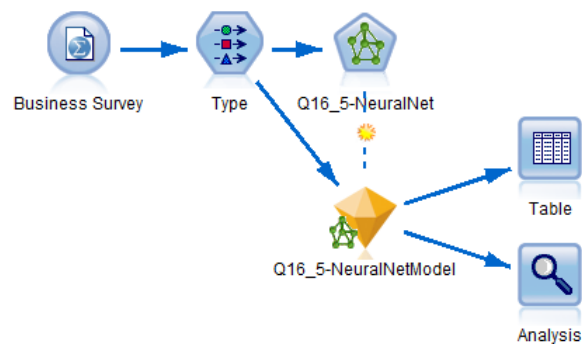 Business Survey
Type
Q16_5-NeuralNet
Table
Q16_5-NeuralNetModel
Analysis